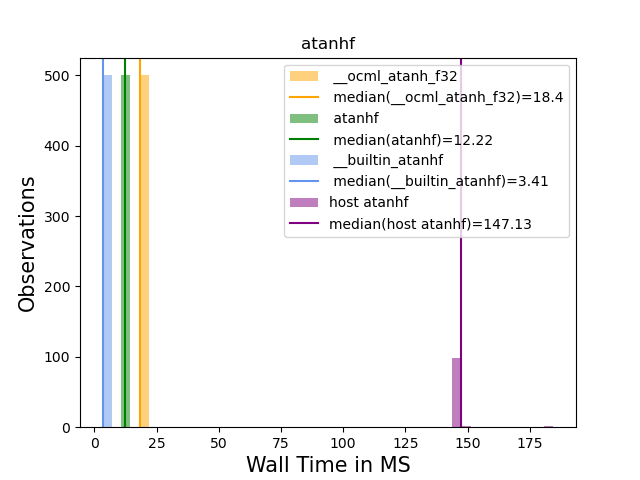 atanhf
__ocml_atanh_f32
median(__ocml_atanh_f32)=18.4
atanhf
median(atanhf)=12.22
__builtin_atanhf
median(__builtin_atanhf)=3.41
host atanhf
median(host atanhf)=147.13
Observations
500
400
300
200
100
0
0 25 50 75 100 125 150 175
Wall Time in MS